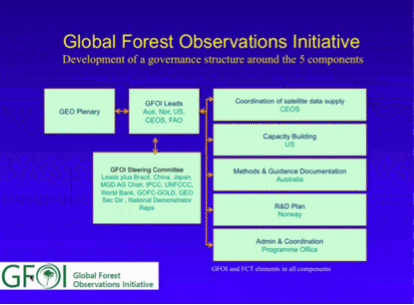 Global Forest Observations Initiative
Development of a governance structure around the 5 components
GEO Plenary
GFOI Leads
Aus, Nor, US,
CEOS, FAO
GFOI Steering Committee
Leads plus Brazil, China, Japan,
MGD AG Chair, IPCC, UNFCCC,
World Bank, GOFC-GOLD, GEO
Sec Dir , National Demonstrator
Reps
Coordination of satellite data supply
CEOS
Capacity Building
US
Methods & Guidance Documentation
Australia
R&D Plan
Norway
Admin & Coordination
Programme Office
GFOI and FCT elements in all components
GFOI
Global Forest
Observations Initiative